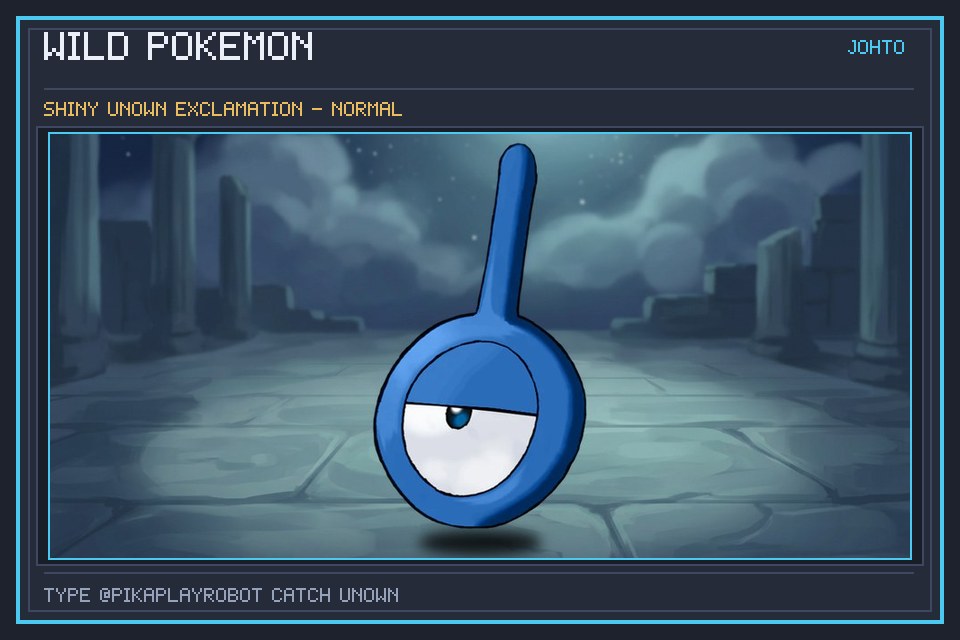 WILD POKEMON
JOHTO
SHINY UNOWN EXCLAMATION - NORMAL
TYPE @PIKAPLAYROBOT CATCH UNOWN